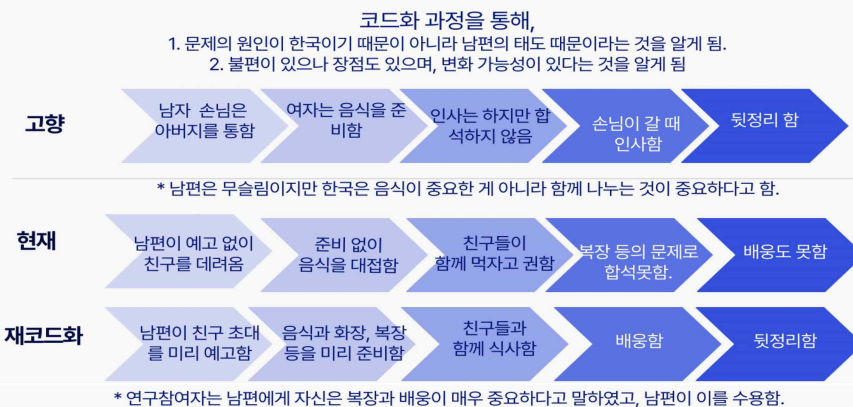 코드화 과정을 통해,
1. 문제의 원인이 한국이기 때문이 아니라 남편의 태도 때문이라는 것을 알게 됨.
2. 불편이 있으나 장점도 있으며, 변화 가능성이 있다는 것을 알게 됨
고향
남자 손님은
아버지를 통함
여자는 음식을 준
비함
인사는 하지만 합
석하지 않음
손님이 갈 때
인사함
뒷정리 함
* 남편은 무슬림이지만 한국은 음식이 중요한 게 아니라 함께 나누는 것이 중요하다고 함.
현재
남편이 예고 없이
친구를 데려옴
준비 없이
음식을 대접함
친구들이
함께 먹자고 권함
복장 등의 문제로
합석못함.
배웅도 못함
재코드화
남편이 친구 초대
를 미리 예고함
음식과 화장, 복장
등을 미리 준비함
친구들과
함께 식사함
배웅함
뒷정리함
* 연구참여자는 남편에게 자신은 복장과 배웅이 매우 중요하다고 말하였고, 남편이 이를 수용함.